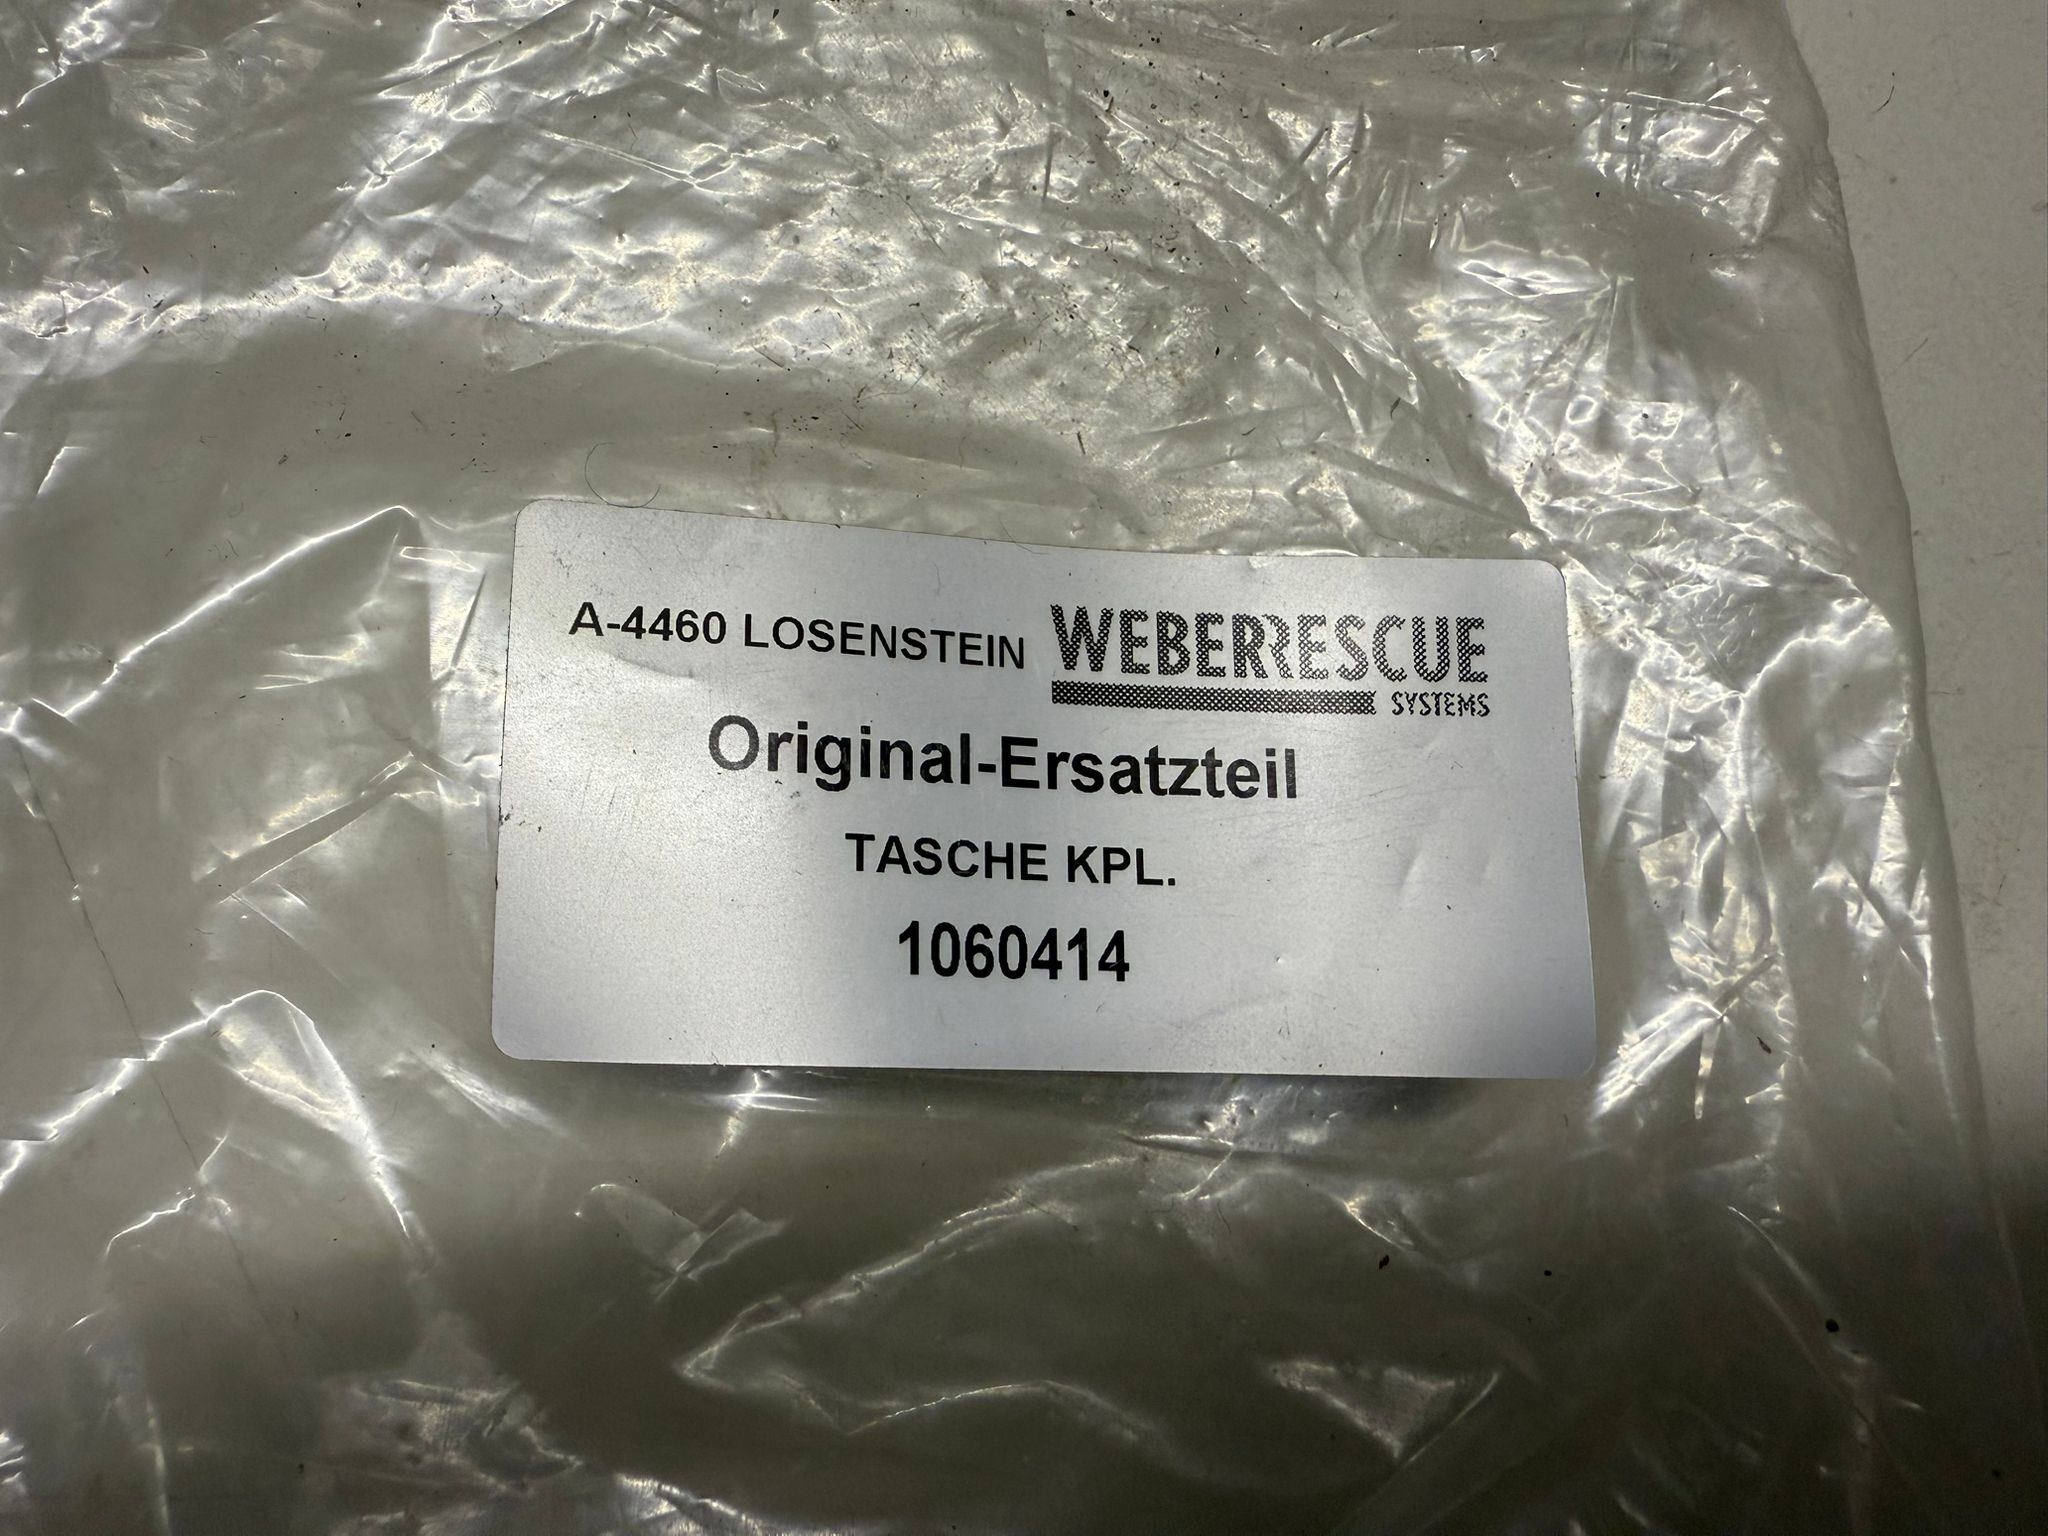 A-4460 LOSENSTEIN WEBERRESCUE
SYSTEMS
Original-Ersatzteil
TASCHE KPL.
1060414